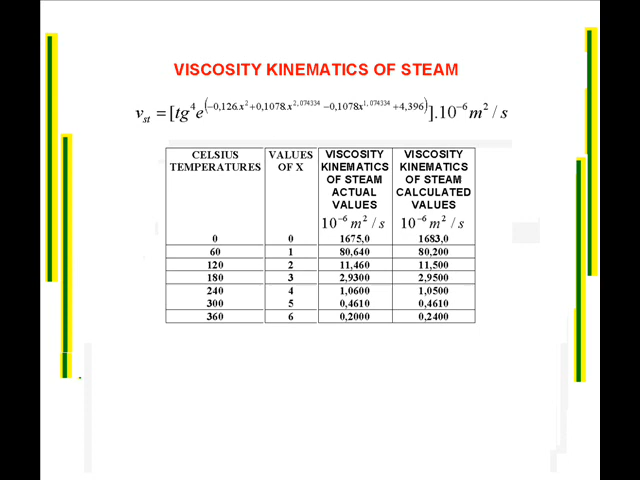 VISCOSITY KINEMATICS OF STEAM
v_st = [tg^4 e^(−0,126.x^2+0,1078.x^2,074334 −0,1078x^1,074334 +4,396)].10^−6 m^2 / s
CELSIUS TEMPERATURES | VALUES OF X | VISCOSITY KINEMATICS OF STEAM ACTUAL VALUES 10^−6 m^2 / s | VISCOSITY KINEMATICS OF STEAM CALCULATED VALUES 10^−6 m^2 / s
0 | 0 | 1675,0 | 1683,0
60 | 1 | 80,640 | 80,200
120 | 2 | 11,460 | 11,500
180 | 3 | 2,9300 | 2,9500
240 | 4 | 1,0600 | 1,0500
300 | 5 | 0,4610 | 0,4610
360 | 6 | 0,2000 | 0,2400